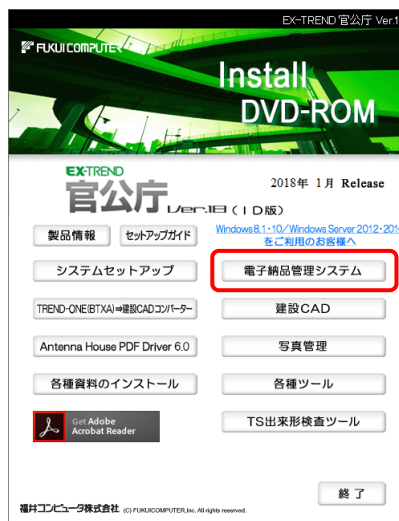 EX-TREND 官公庁 Ver.1
FUKUI COMPUTER
Install
DVD-ROM
EX-TREND
官公庁 Ver.18 (ID版)
2018年 1月 Release
製品情報
セットアップガイド
Windows8.1・10/Windows Server 2012・201
をご利用のお客様へ
システムセットアップ
電子納品管理システム
TREND-ONE(BTXA)⇒建設CADコンバーター
建設CAD
Antenna House PDF Driver 6.0
写真管理
各種資料のインストール
各種ツール
Get Adobe
Acrobat Reader
TS出来形検査ツール
終了
福井コンピュータ株式会社 (C) FUKUICOMPUTER,Inc. All rights reserved.